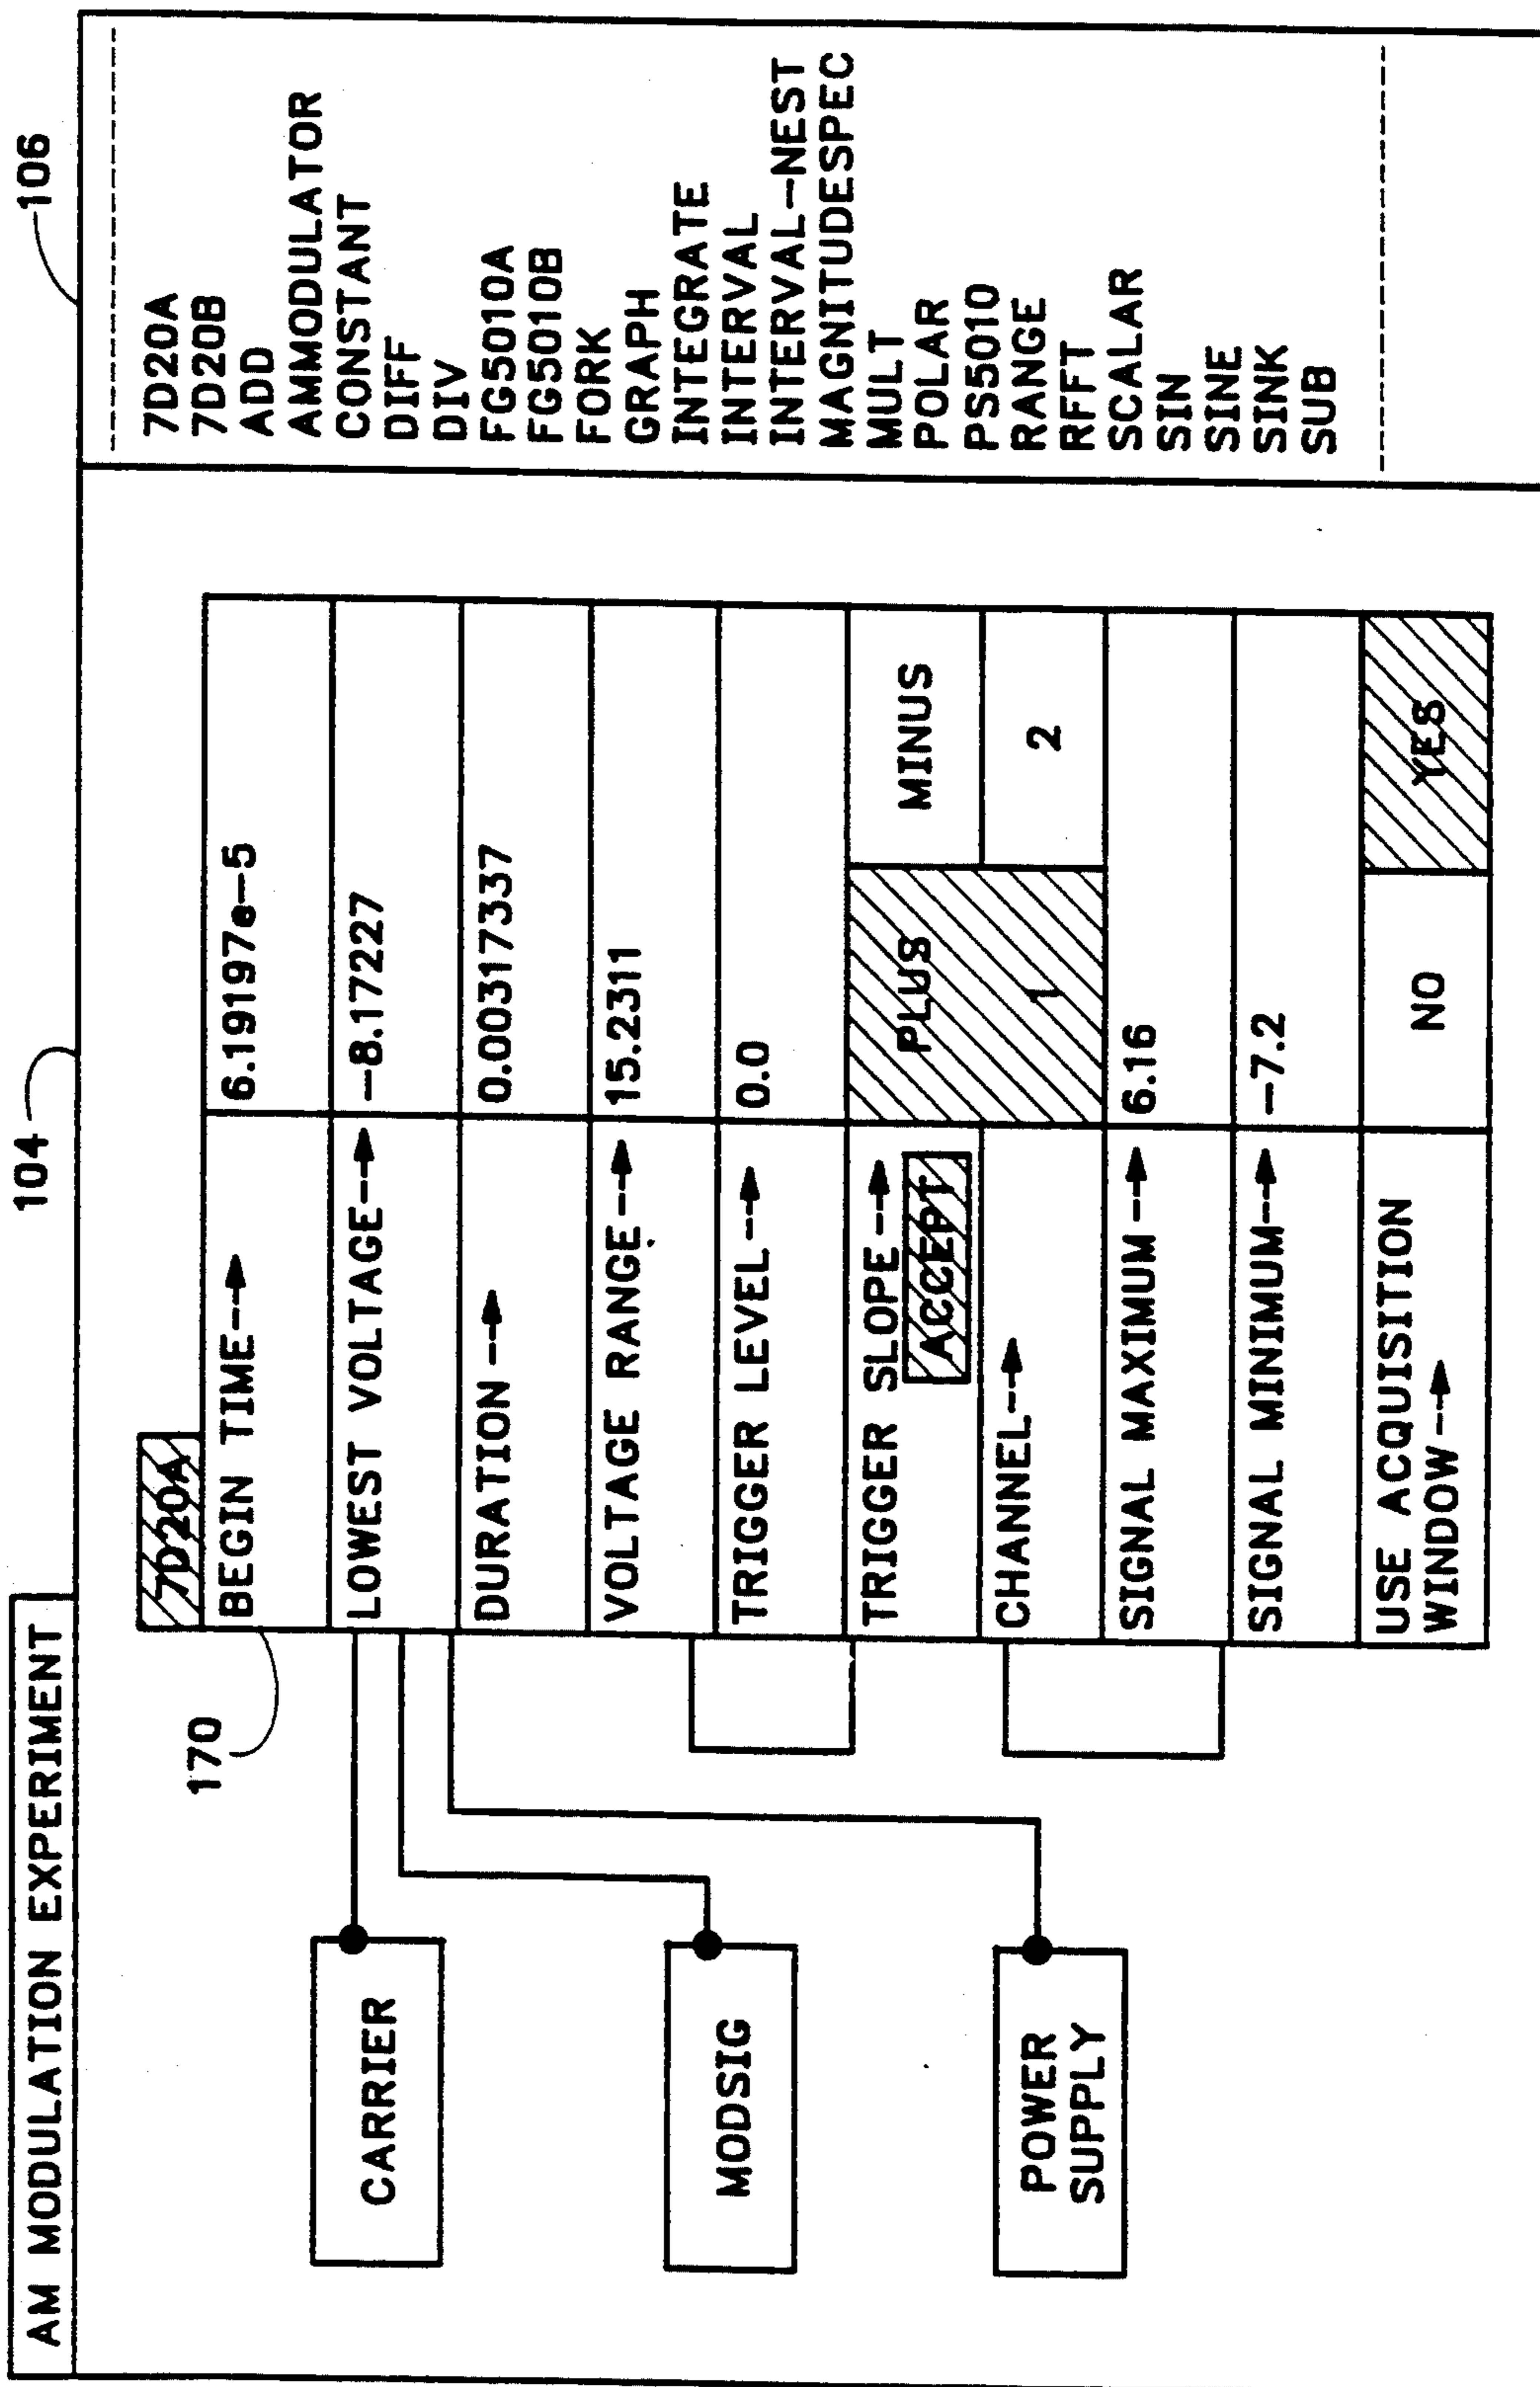 AM MODULATION EXPERIMENT
104
106
170
7D20A
BEGIN TIME
6.19197e-5
LOWEST VOLTAGE
-8.17227
DURATION
0.00317337
VOLTAGE RANGE
15.2311
TRIGGER LEVEL
0.0
TRIGGER SLOPE
PLUS
MINUS
ACCEPT
CHANNEL
1
2
SIGNAL MAXIMUM
6.16
SIGNAL MINIMUM
-7.2
USE ACQUISITION
WINDOW
NO
YES
CARRIER
MODSIG
POWER
SUPPLY
7D20A
7D20B
ADD
AMMODULATOR
CONSTANT
DIFF
DIV
FG5010A
FG5010B
FORK
GRAPH
INTEGRATE
INTERVAL
INTERVAL-NEST
MAGNITUDESPEC
MULT
POLAR
PS5010
RANGE
RFFT
SCALAR
SIN
SINE
SINK
SUB